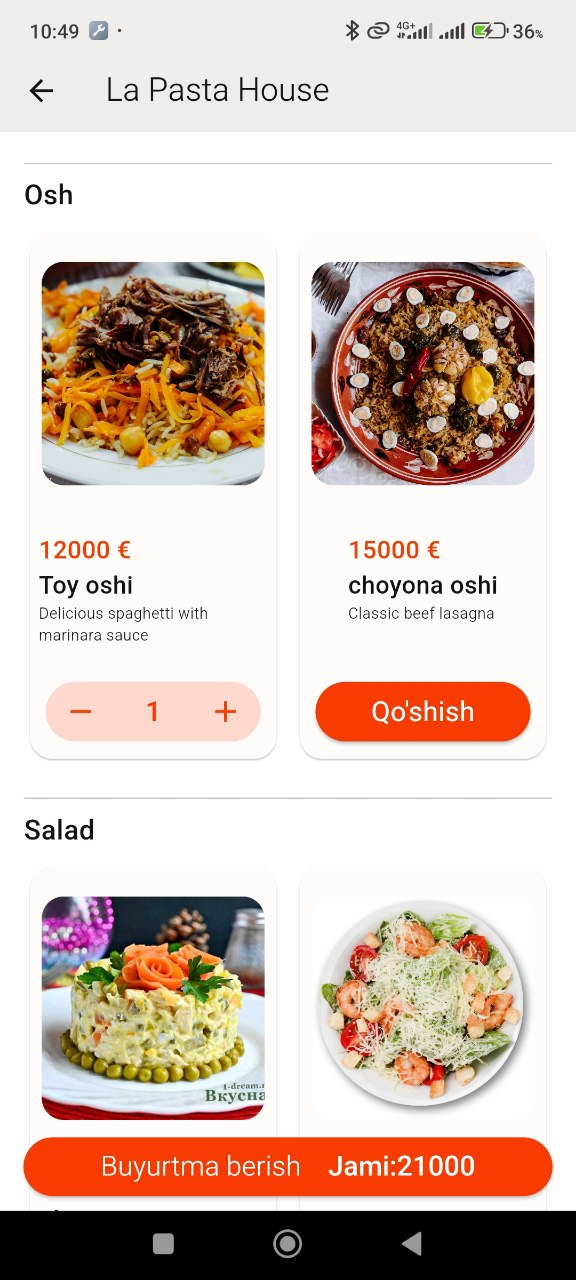 10:49 4G+ 36%
La Pasta House
Osh
12000 €
Toy oshi
Delicious spaghetti with
marinara sauce
1
15000 €
choyona oshi
Classic beef lasagna
Qo'shish
Salad
1-dream.r
Вкусна
Buyurtma berish Jami:21000